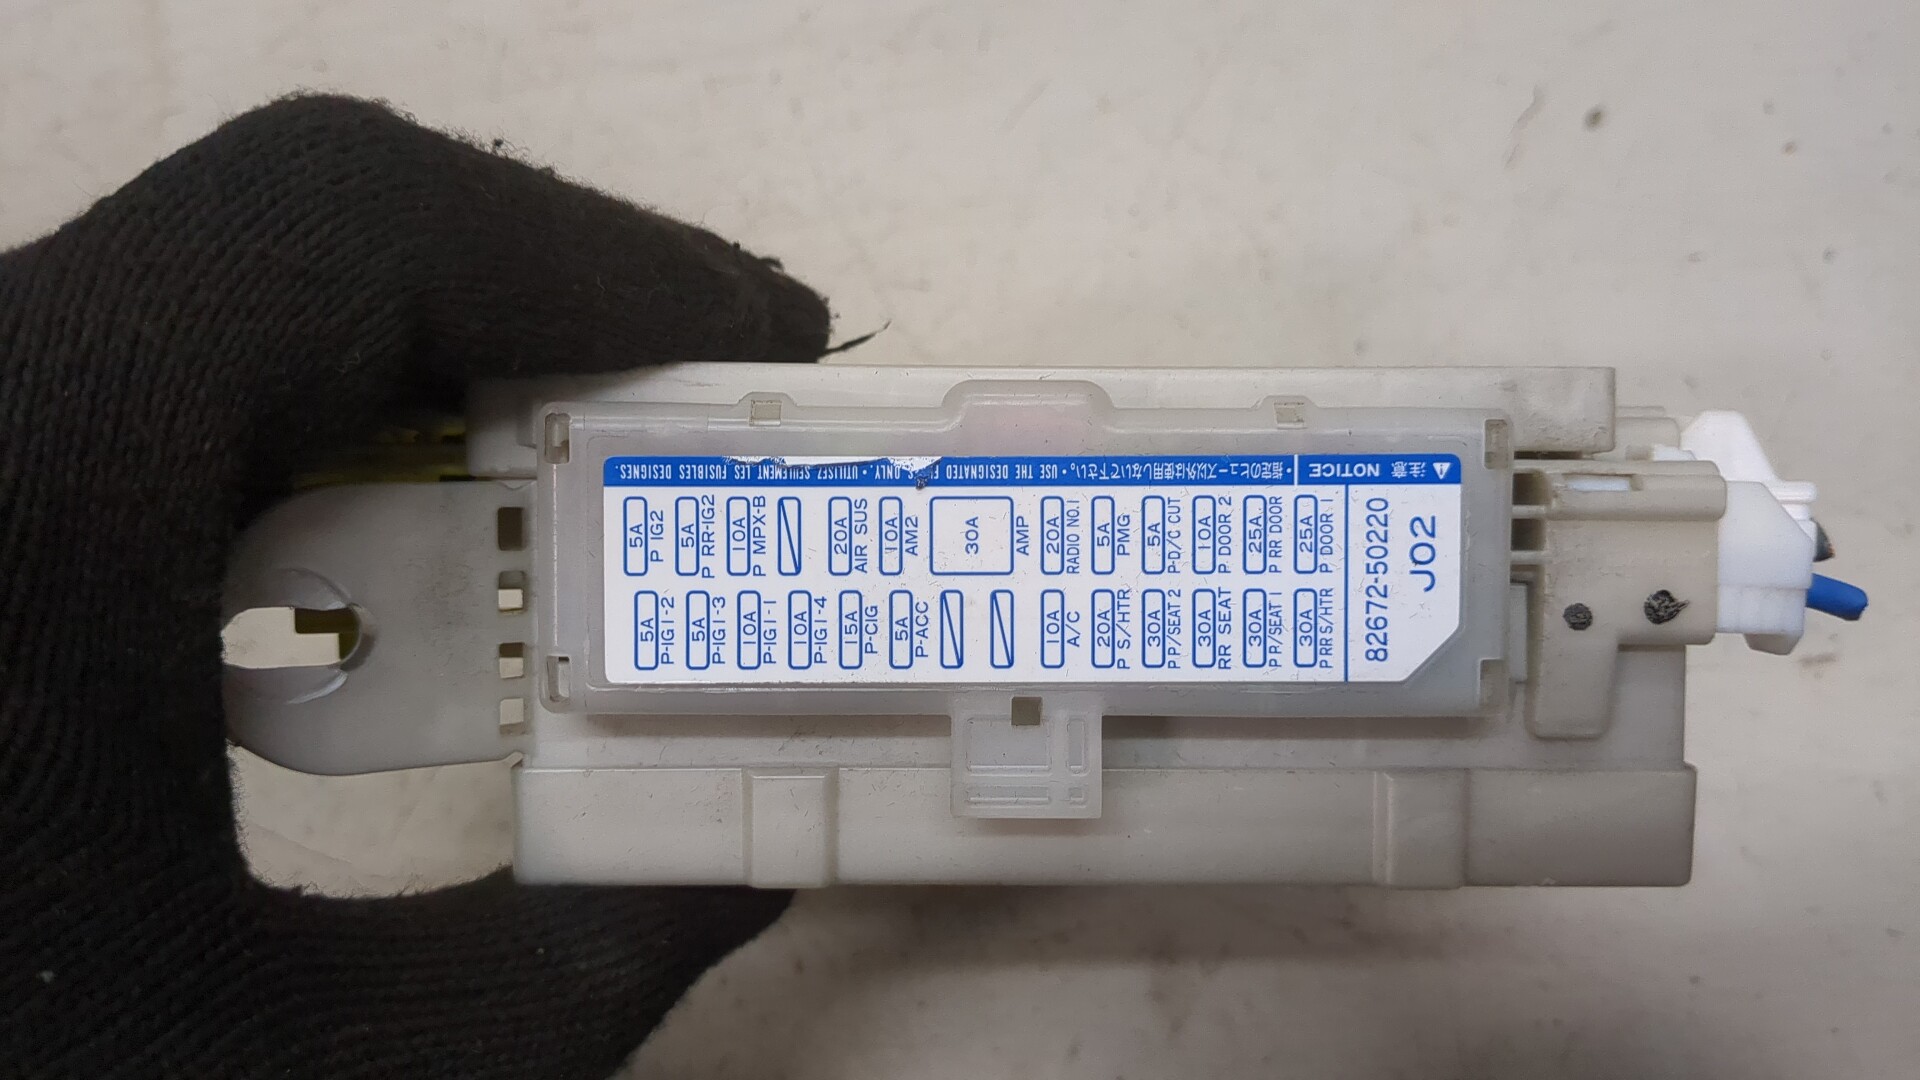 ⚠ 注意 NOTICE • 指定のヒューズ以外は使用しないで下さい。 • USE THE DESIGNATED ONLY. • UTILISEZ SEULEMENT LES FUSIBLES DESIGNES.
5A P IG2
5A P RR-IG2
10A P MPX-B
20A AIR SUS
10A AM2
30A AMP
20A RADIO NO.1
5A PMG
5A P-D/C CUT
10A P DOOR 2
25A P RR DOOR
25A P DOOR 1
5A P-IG1-2
5A P-IG1-3
10A P-IG1-1
10A P-IG1-4
15A P-CIG
5A P-ACC
10A A/C
20A P S/HTR
30A P P/SEAT 2
30A RR SEAT
30A P R/SEAT 1
30A P RR S/HTR
82672-50220
J02